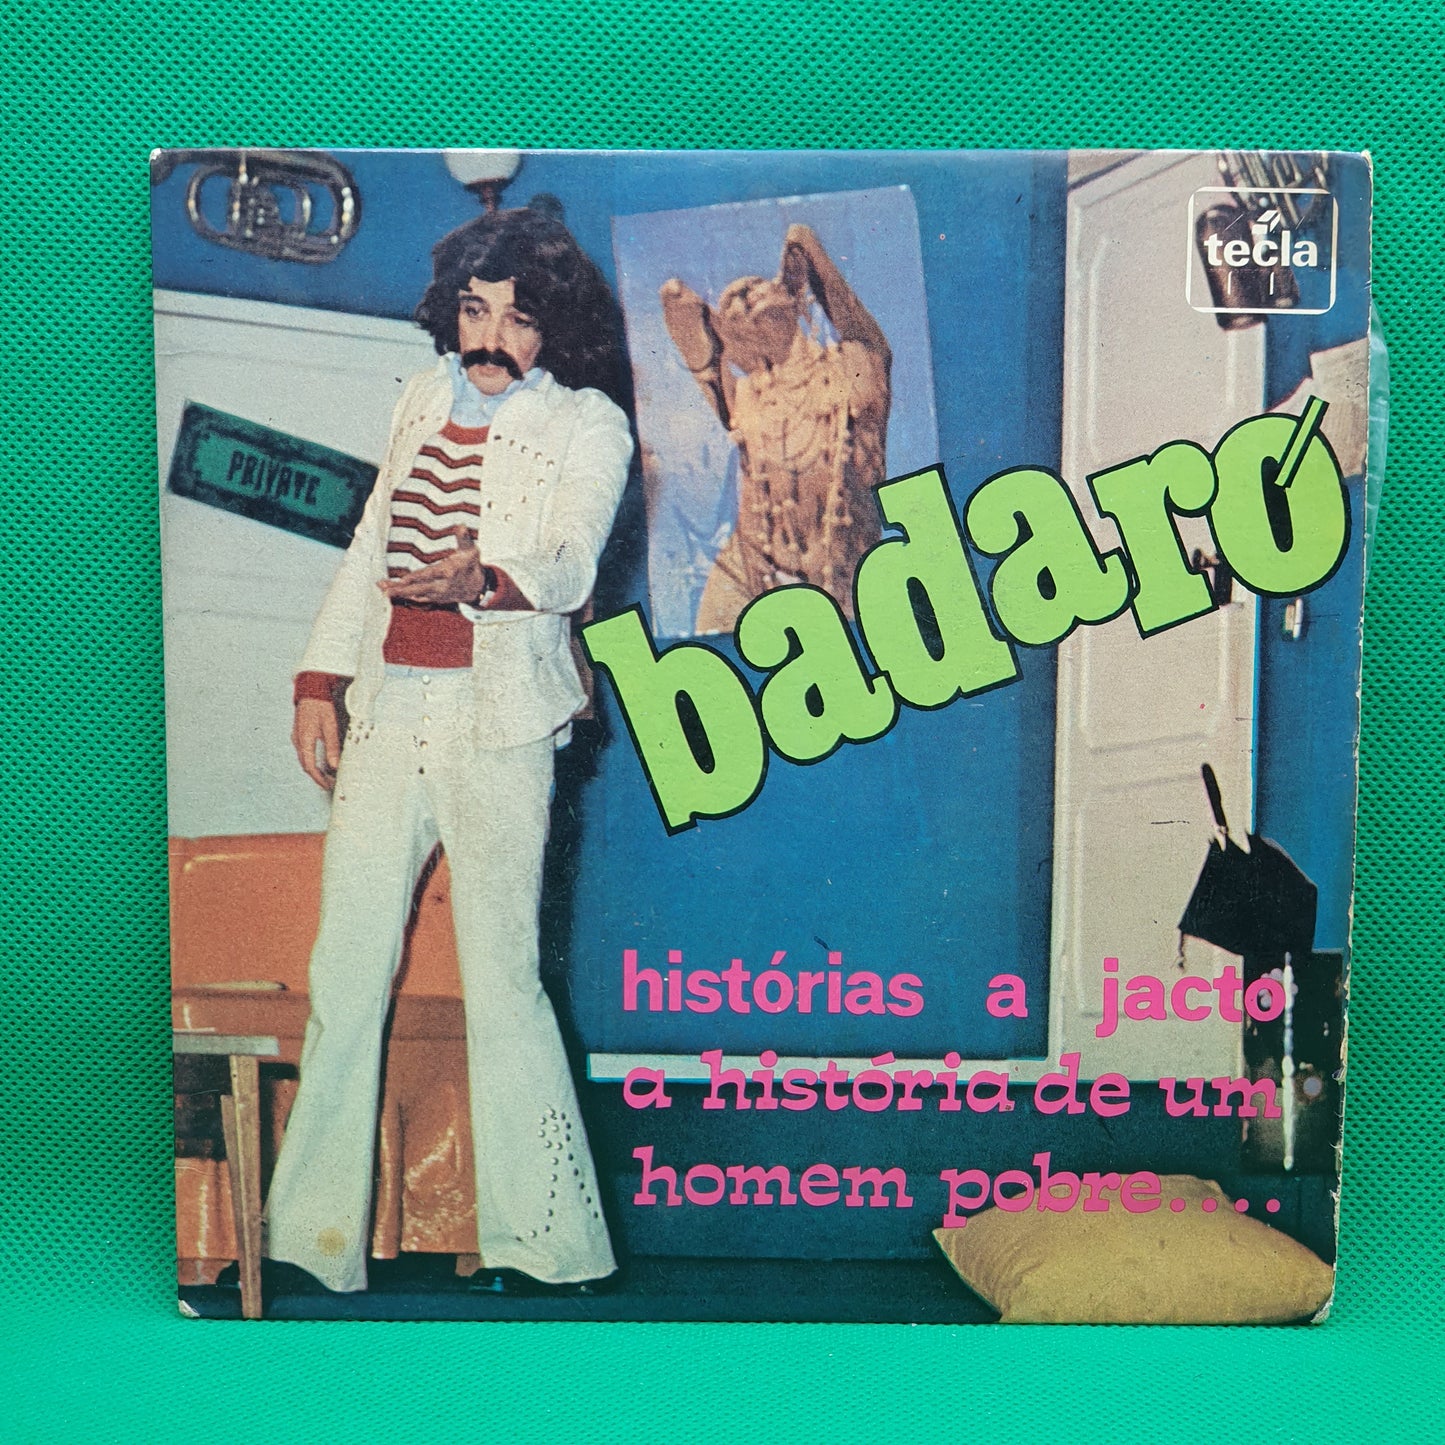 tecla
PRIVATE
badaró
histórias a jacto
a história de um
homem pobre....